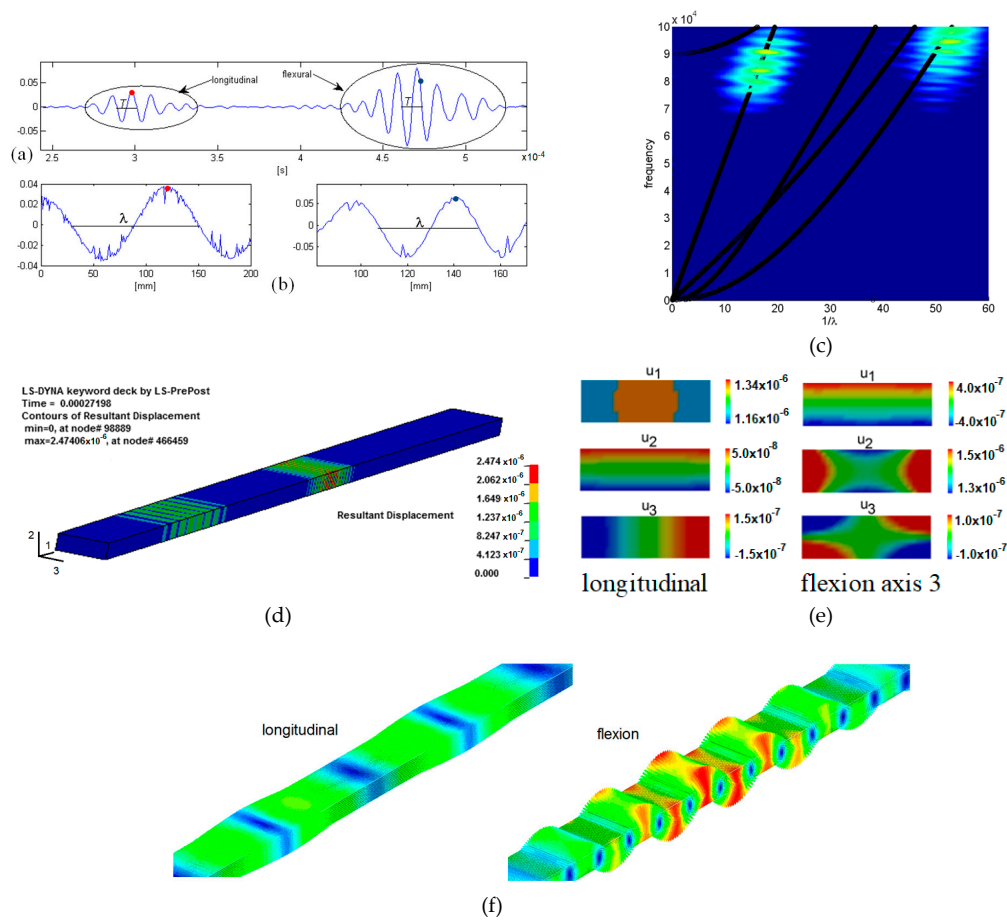 longitudinal
flexural
0.05
0
-0.05
T
T
(a)
2.5
3
3.5
4
4.5
5
x10⁻⁴
[s]
0.04
0.02
0
-0.02
-0.04
λ
0
50
100
150
200
[mm]
0.05
0
-0.05
λ
100
120
140
160
[mm]
(b)
x 10⁴
10
9
8
7
6
5
4
3
2
1
0
frequency
0
10
20
30
40
50
60
1/λ
(c)
LS-DYNA keyword deck by LS-PrePost
Time = 0.00027198
Contours of Resultant Displacement
min=0, at node# 98889
max=2.47406x10⁻⁶, at node# 466459
2
1
3
Resultant Displacement
2.474 x10⁻⁶
2.062 x10⁻⁶
1.649 x10⁻⁶
1.237 x10⁻⁶
8.247 x10⁻⁷
4.123 x10⁻⁷
0.000
(d)
u₁
1.34x10⁻⁶
1.16x10⁻⁶
u₂
5.0x10⁻⁸
-5.0x10⁻⁸
u₃
1.5x10⁻⁷
-1.5x10⁻⁷
longitudinal
u₁
4.0x10⁻⁷
-4.0x10⁻⁷
u₂
1.5x10⁻⁶
1.3x10⁻⁶
u₃
1.0x10⁻⁷
-1.0x10⁻⁷
flexion axis 3
(e)
longitudinal
flexion
(f)